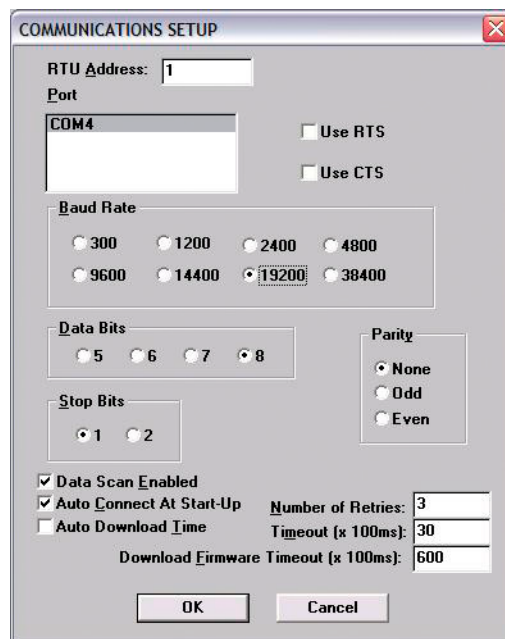 COMMUNICATIONS SETUP
RTU Address: 1
Port
COM4
Use RTS
Use CTS
Baud Rate
300 1200 2400 4800
9600 14400 19200 38400
Data Bits
5 6 7 8
Parity
None
Odd
Even
Stop Bits
1 2
Data Scan Enabled
Auto Connect At Start-Up
Auto Download Time
Number of Retries: 3
Timeout (x 100ms): 30
Download Firmware Timeout (x 100ms): 600
OK Cancel